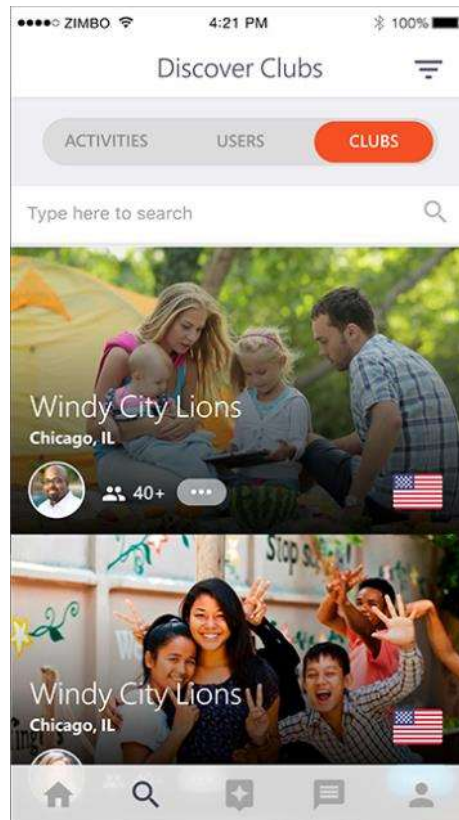 ZIMBO 4:21 PM 100%
Discover Clubs
ACTIVITIES USERS CLUBS
Type here to search
Windy City Lions
Chicago, IL
40+
Stop
Windy City Lions
Chicago, IL